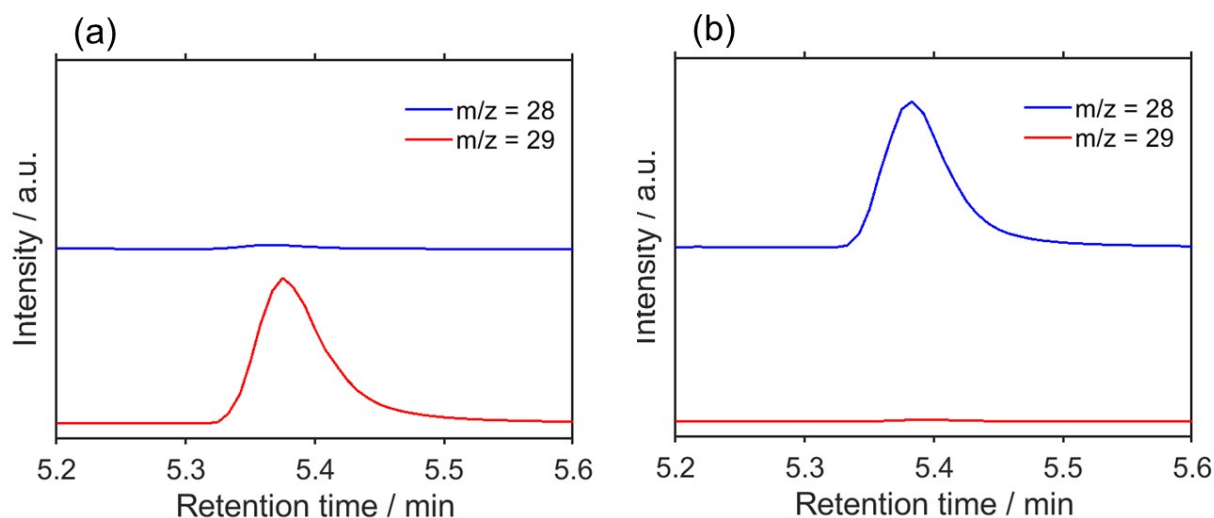 (a)
m/z = 28
m/z = 29
Intensity / a.u.
5.2 5.3 5.4 5.5 5.6
Retention time / min
(b)
m/z = 28
m/z = 29
Intensity / a.u.
5.2 5.3 5.4 5.5 5.6
Retention time / min